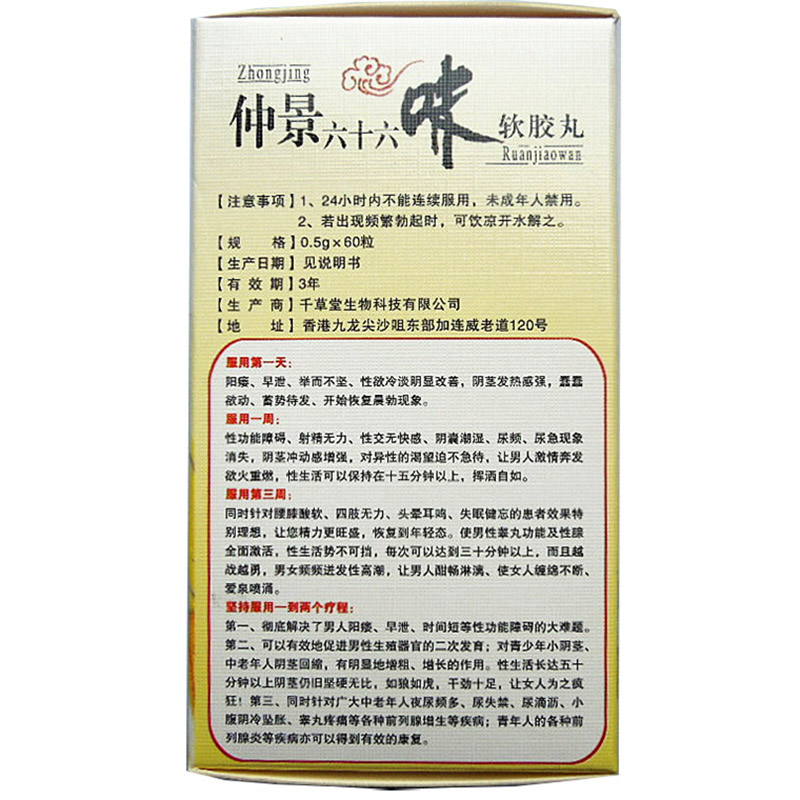 Zhongjing
仲景六十六味软胶丸
Ruanjiaowan
【注意事项】1、24小时内不能连续服用，未成年人禁用。
2、若出现频繁勃起时，可饮凉开水解之。
【规 格】0.5g×60粒
【生产日期】见说明书
【有 效 期】3年
【生 产 商】千草堂生物科技有限公司
【地 址】香港九龙尖沙咀东部加连威老道120号
服用第一天：
阳痿、早泄、举而不坚、性欲冷淡明显改善，阴茎发热感强，蠢蠢
欲动、蓄势待发、开始恢复晨勃现象。
服用一周：
性功能障碍、射精无力、性交无快感、阴囊潮湿、尿频、尿急现象
消失，阴茎冲动感增强，对异性的渴望迫不急待，让男人激情奔发
欲火重燃，性生活可以保持在十五分钟以上，挥洒自如。
服用第三周：
同时针对腰膝酸软、四肢无力、头晕耳鸣、失眠健忘的患者效果特
别理想，让您精力更旺盛，恢复到年轻态。使男性睾丸功能及性腺
全面激活，性生活势不可挡，每次可以达到三十分钟以上，而且越
战越勇，男女频频迸发性高潮，让男人酣畅淋漓、使女人缠绵不断、
爱泉喷涌。
坚持服用一到两个疗程：
第一、彻底解决了男人阳痿、早泄、时间短等性功能障碍的大难题。
第二、可以有效地促进男性生殖器官的二次发育；对青少年小阴茎、
中老年人阴茎回缩，有明显地增粗、增长的作用。性生活长达五十
分钟以上阴茎仍旧坚硬无比，如狼如虎，干劲十足，让女人为之疯
狂！第三、同时针对广大中老年人夜尿频多、尿失禁、尿滴沥、小
腹阴冷坠胀、睾丸疼痛等各种前列腺增生等疾病；青年人的各种前
列腺炎等疾病亦可以得到有效的康复。